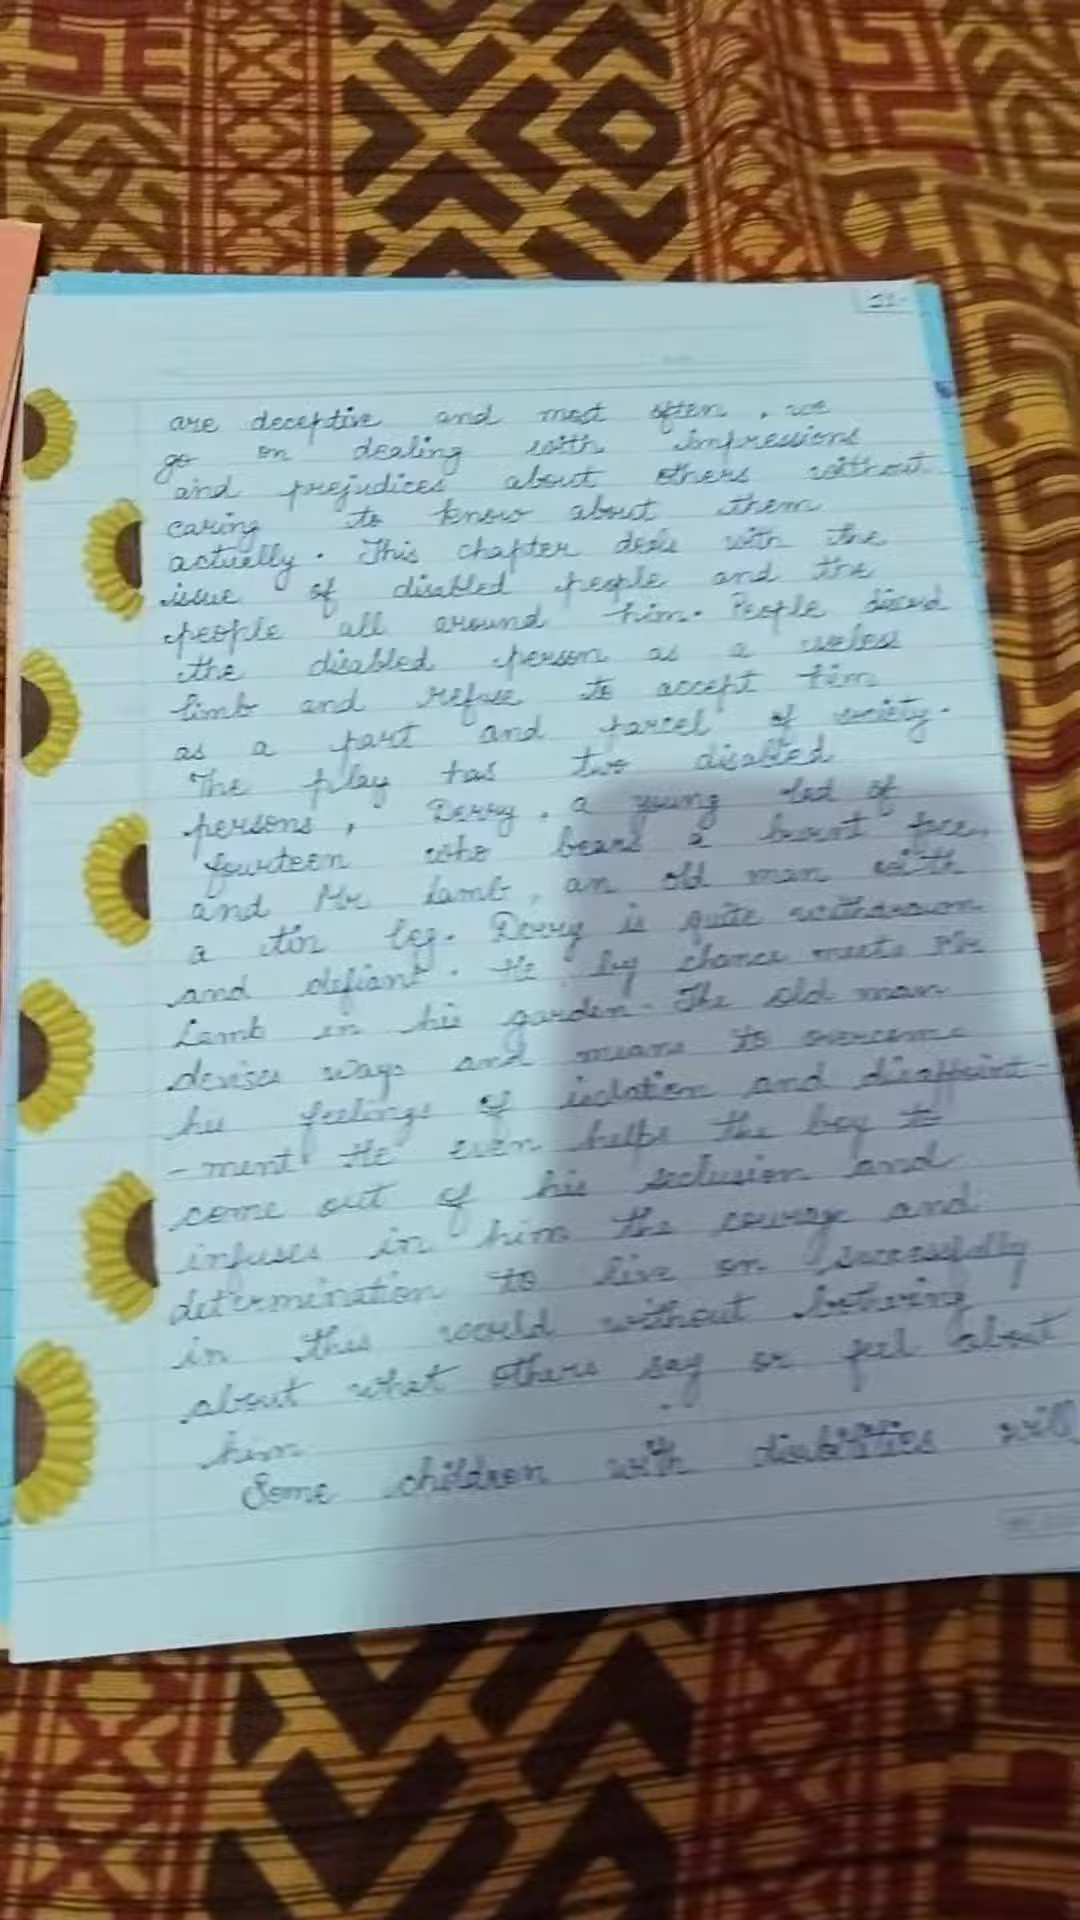 are deceptive and most often, we
go on dealing with impressions
and prejudices about others without
caring to know about them
actually. This chapter deals with the
issue of disabled people and the
people all around him. People
the disabled person as a useless
limb and refuse to accept him
as a part and parcel of society.
The play has two disabled
persons, Derry, a young lad of
fourteen who bears a burnt face,
and Mr Lamb, an old man with
a tin leg. Derry is quite withdrawn
and defiant. He by chance meets Mr
Lamb in his garden. The old man
devises ways and means to overcome
his feelings of isolation and disappoint-
- ment He even helps the boy to
come out of his seclusion and
infuses in him the courage and
determination to live on successfully
in this world without bothering
about what others say or feel about
him
Some children with disabilities will